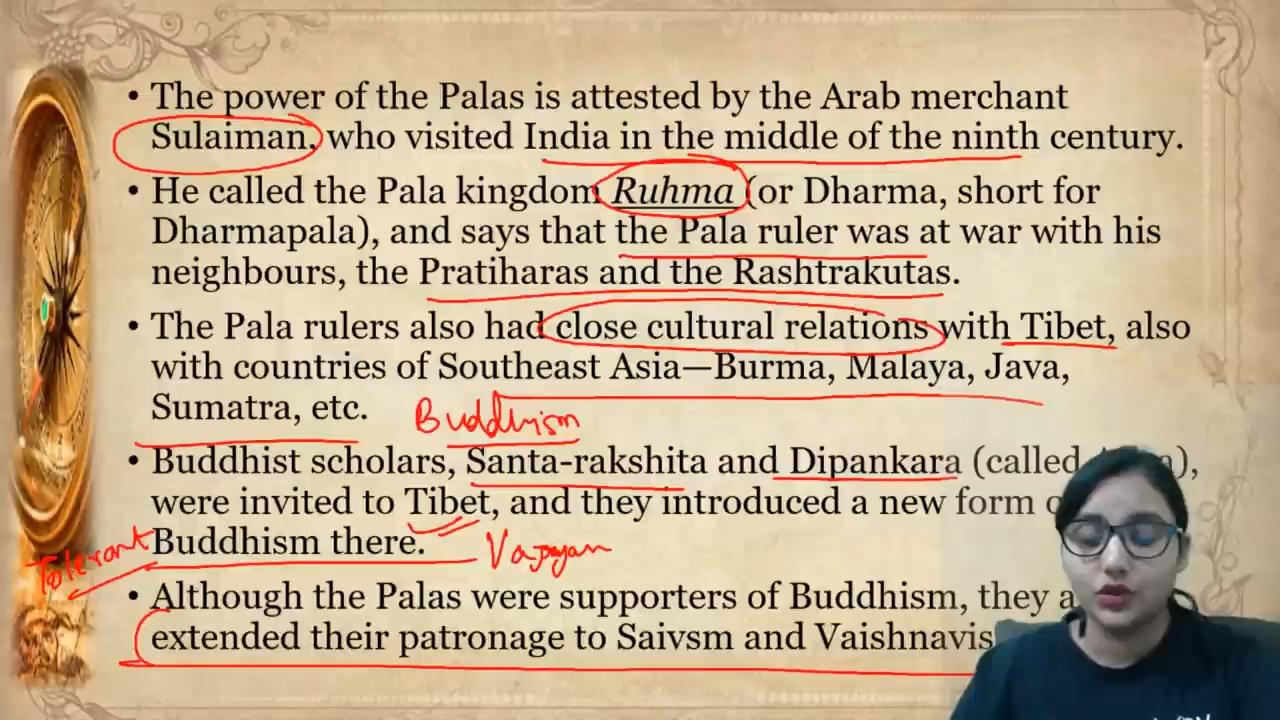 • The power of the Palas is attested by the Arab merchant
Sulaiman, who visited India in the middle of the ninth century.
• He called the Pala kingdom Ruhma (or Dharma, short for
Dharmapala), and says that the Pala ruler was at war with his
neighbours, the Pratiharas and the Rashtrakutas.
• The Pala rulers also had close cultural relations with Tibet, also
with countries of Southeast Asia—Burma, Malaya, Java,
Sumatra, etc.
Buddhism
• Buddhist scholars, Santa-rakshita and Dipankara (called
were invited to Tibet, and they introduced a new form
Buddhism there.
Tolerant
• Although the Palas were supporters of Buddhism, they
extended their patronage to Saivsm and